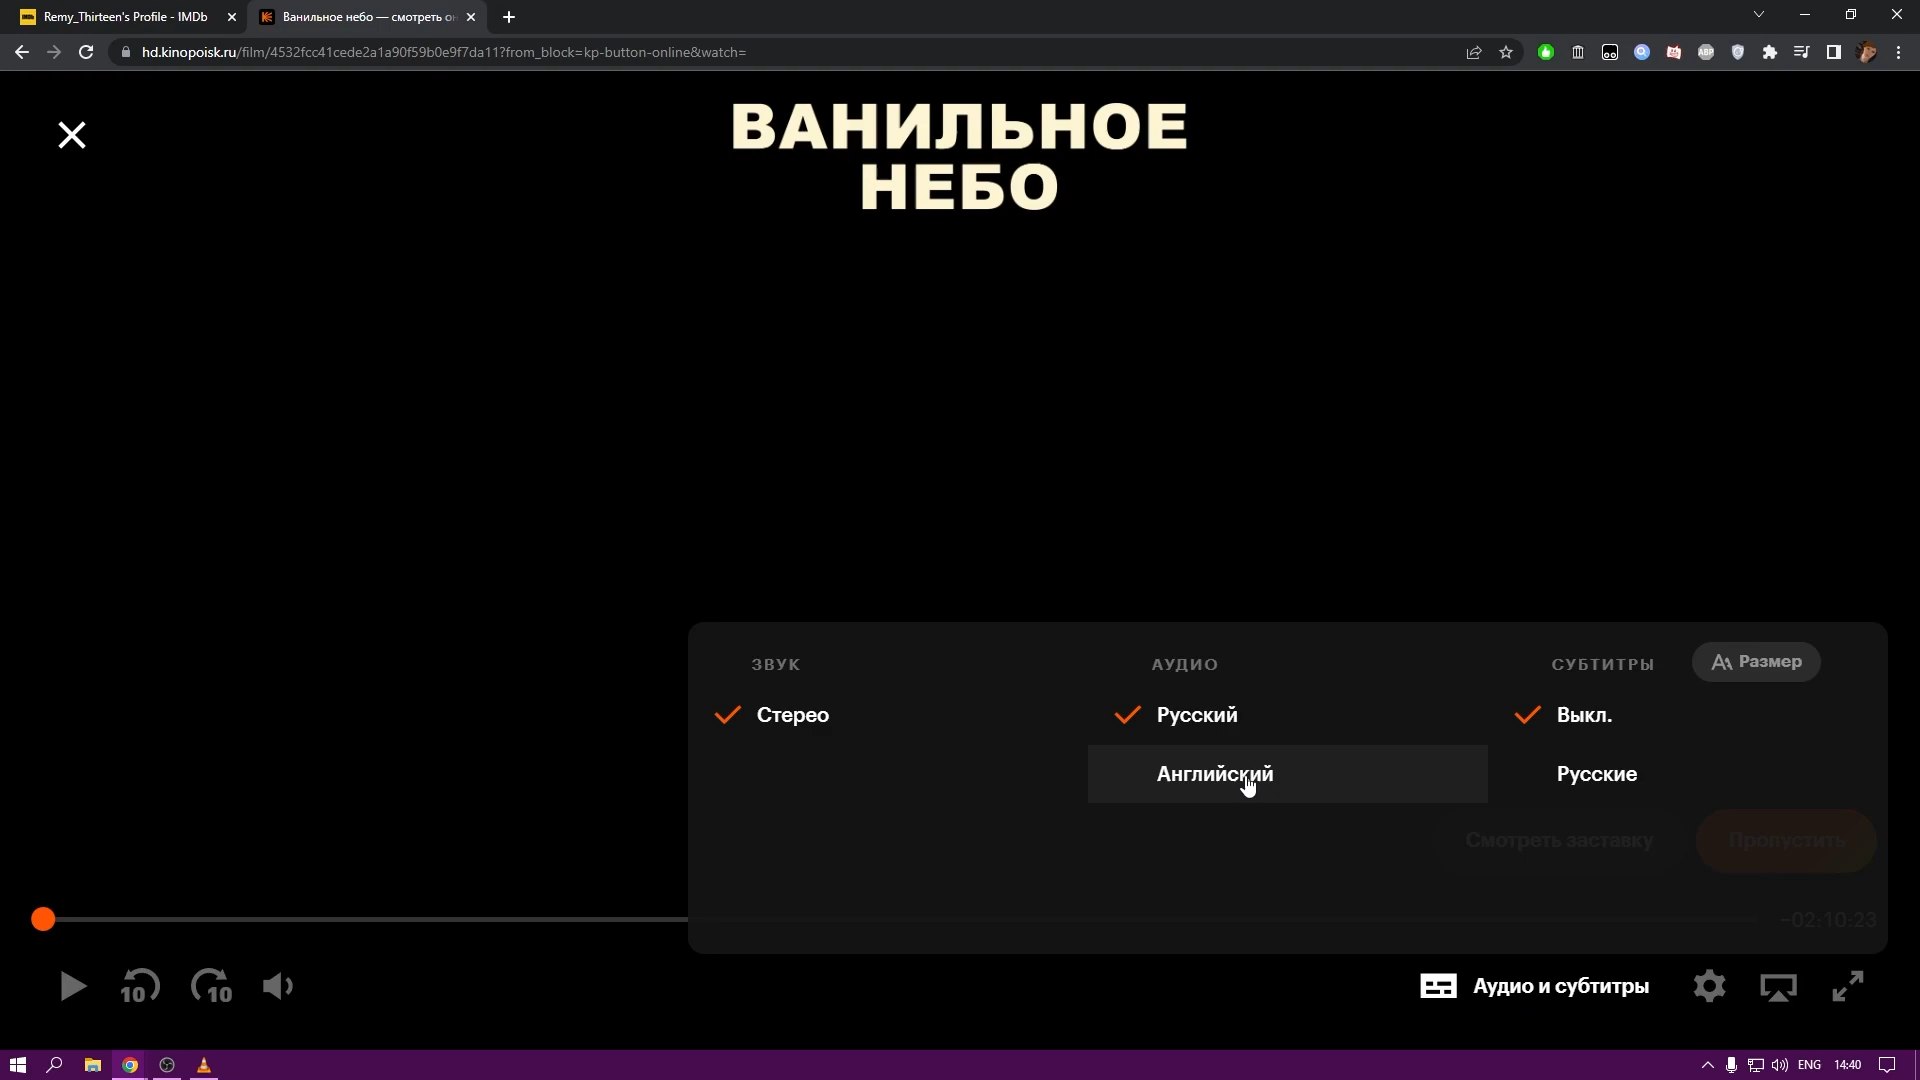 Remy_Thirteen's Profile - IMDb
Ванильное небо — смотреть он
hd.kinopoisk.ru/film/4532fcc41cede2a1a90f59b0e9f7da11?from_block=kp-button-online&watch=
ABP
ВАНИЛЬНОЕ
НЕБО
ЗВУК
АУДИО
СУБТИТРЫ
Размер
Стерео
Русский
Выкл.
Английский
Русские
Смотреть заставку
Пропустить
-02:10:23
10
10
Аудио и субтитры
ENG
14:40